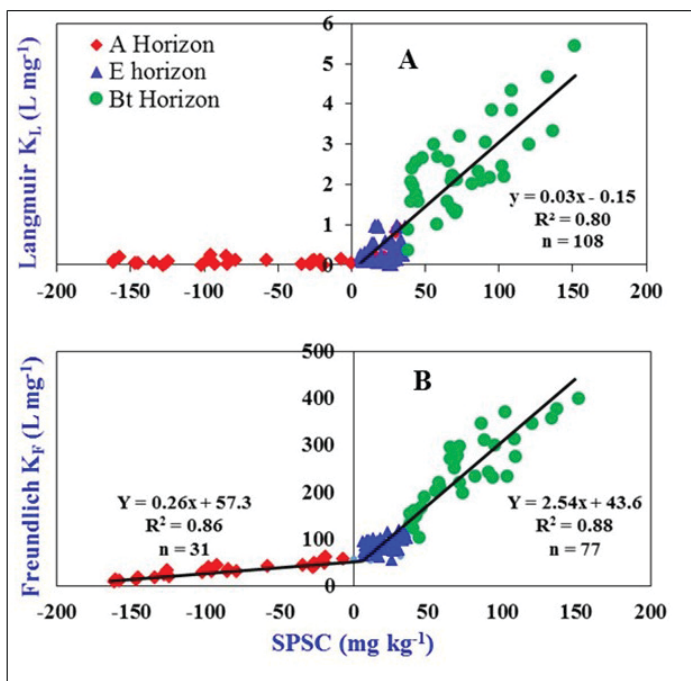 A
A Horizon
E horizon
Bt Horizon
Langmuir K_L (L mg⁻¹)
6
5
4
3
2
1
0
y = 0.03x - 0.15
R² = 0.80
n = 108
-200 -150 -100 -50 0 50 100 150 200
B
Freundlich K_F (L mg⁻¹)
500
400
300
200
100
0
Y = 0.26x + 57.3
R² = 0.86
n = 31
Y = 2.54x + 43.6
R² = 0.88
n = 77
-200 -150 -100 -50 0 50 100 150 200
SPSC (mg kg⁻¹)